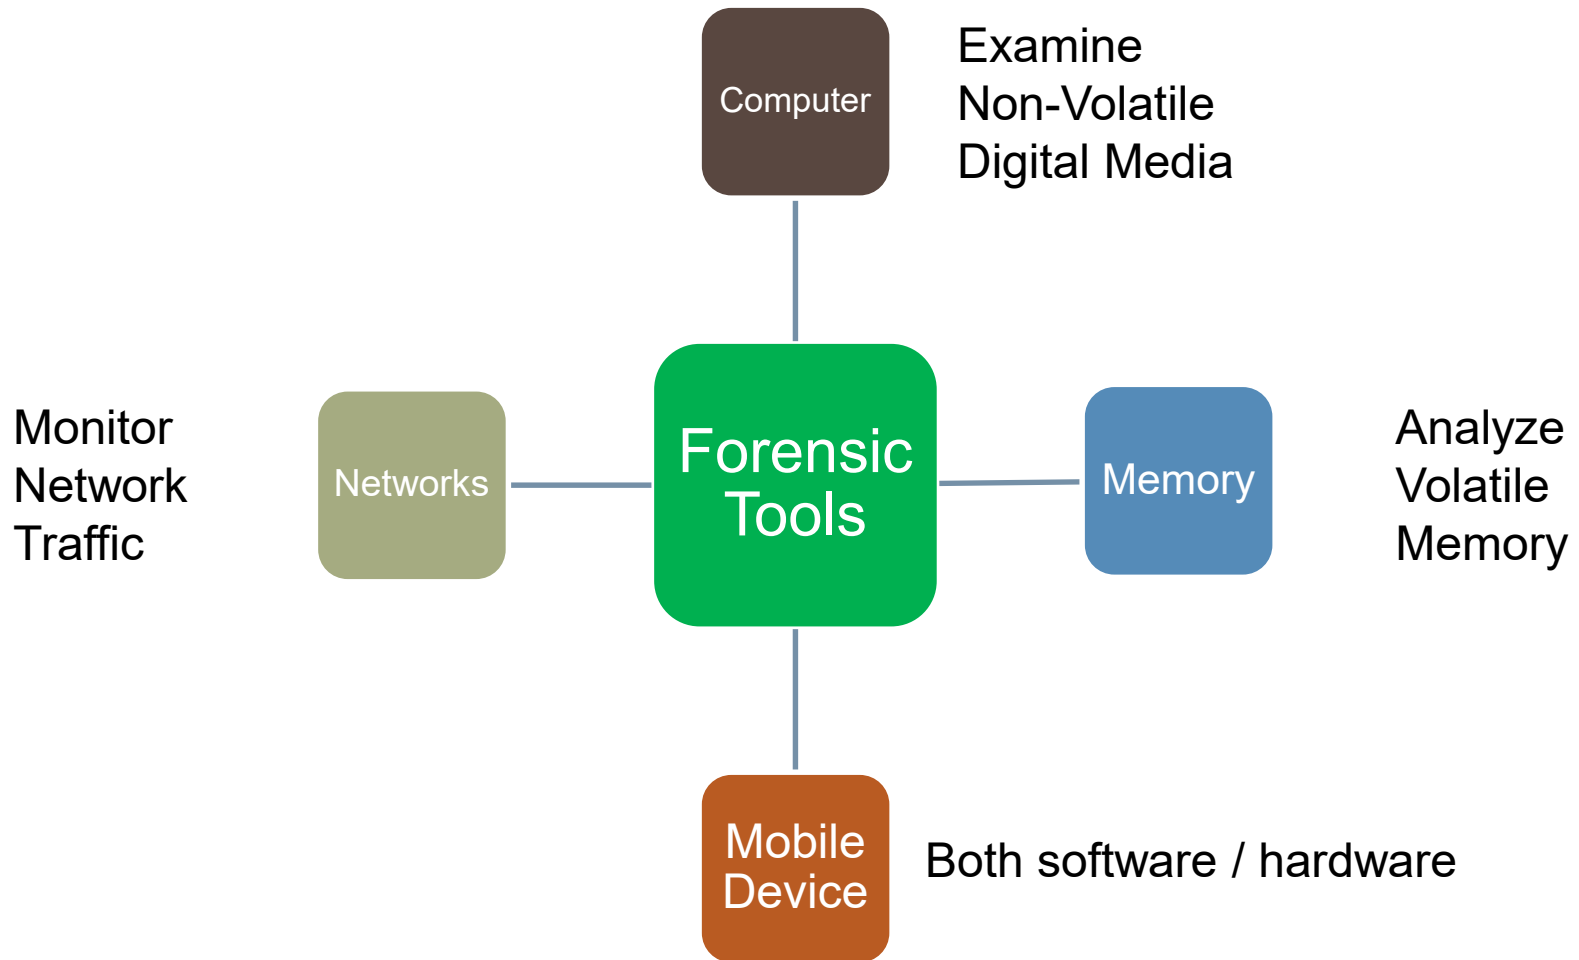 Computer
Examine
Non-Volatile
Digital Media
Monitor
Network
Traffic
Networks
Forensic
Tools
Memory
Analyze
Volatile
Memory
Mobile
Device
Both software / hardware